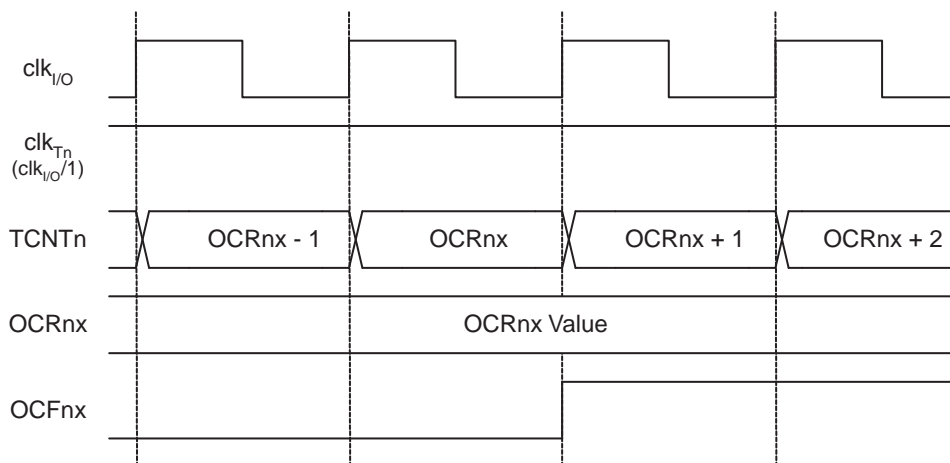 clkI/O
clkTn
(clkI/O/1)
TCNTn OCRnx - 1 OCRnx OCRnx + 1 OCRnx + 2
OCRnx OCRnx Value
OCFnx